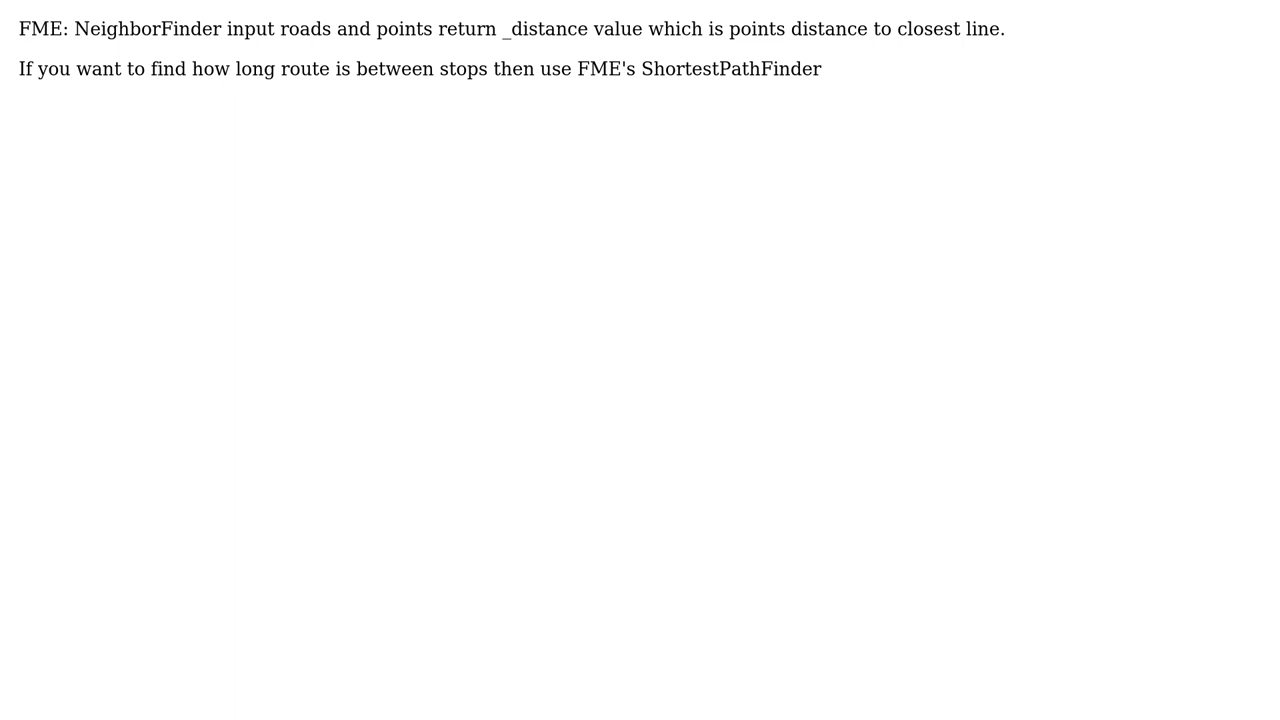 FME: NeighborFinder input roads and points return _distance value which is points distance to closest line.
If you want to find how long route is between stops then use FME's ShortestPathFinder